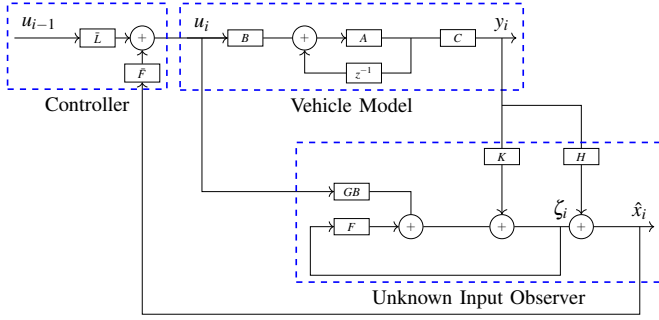 u_{i−1}
u_i
y_i
L̄
+
B
+
A
C
F̄
z^{−1}
Controller
Vehicle Model
K
H
GB
ζ_i
x̂_i
F
+
+
+
Unknown Input Observer